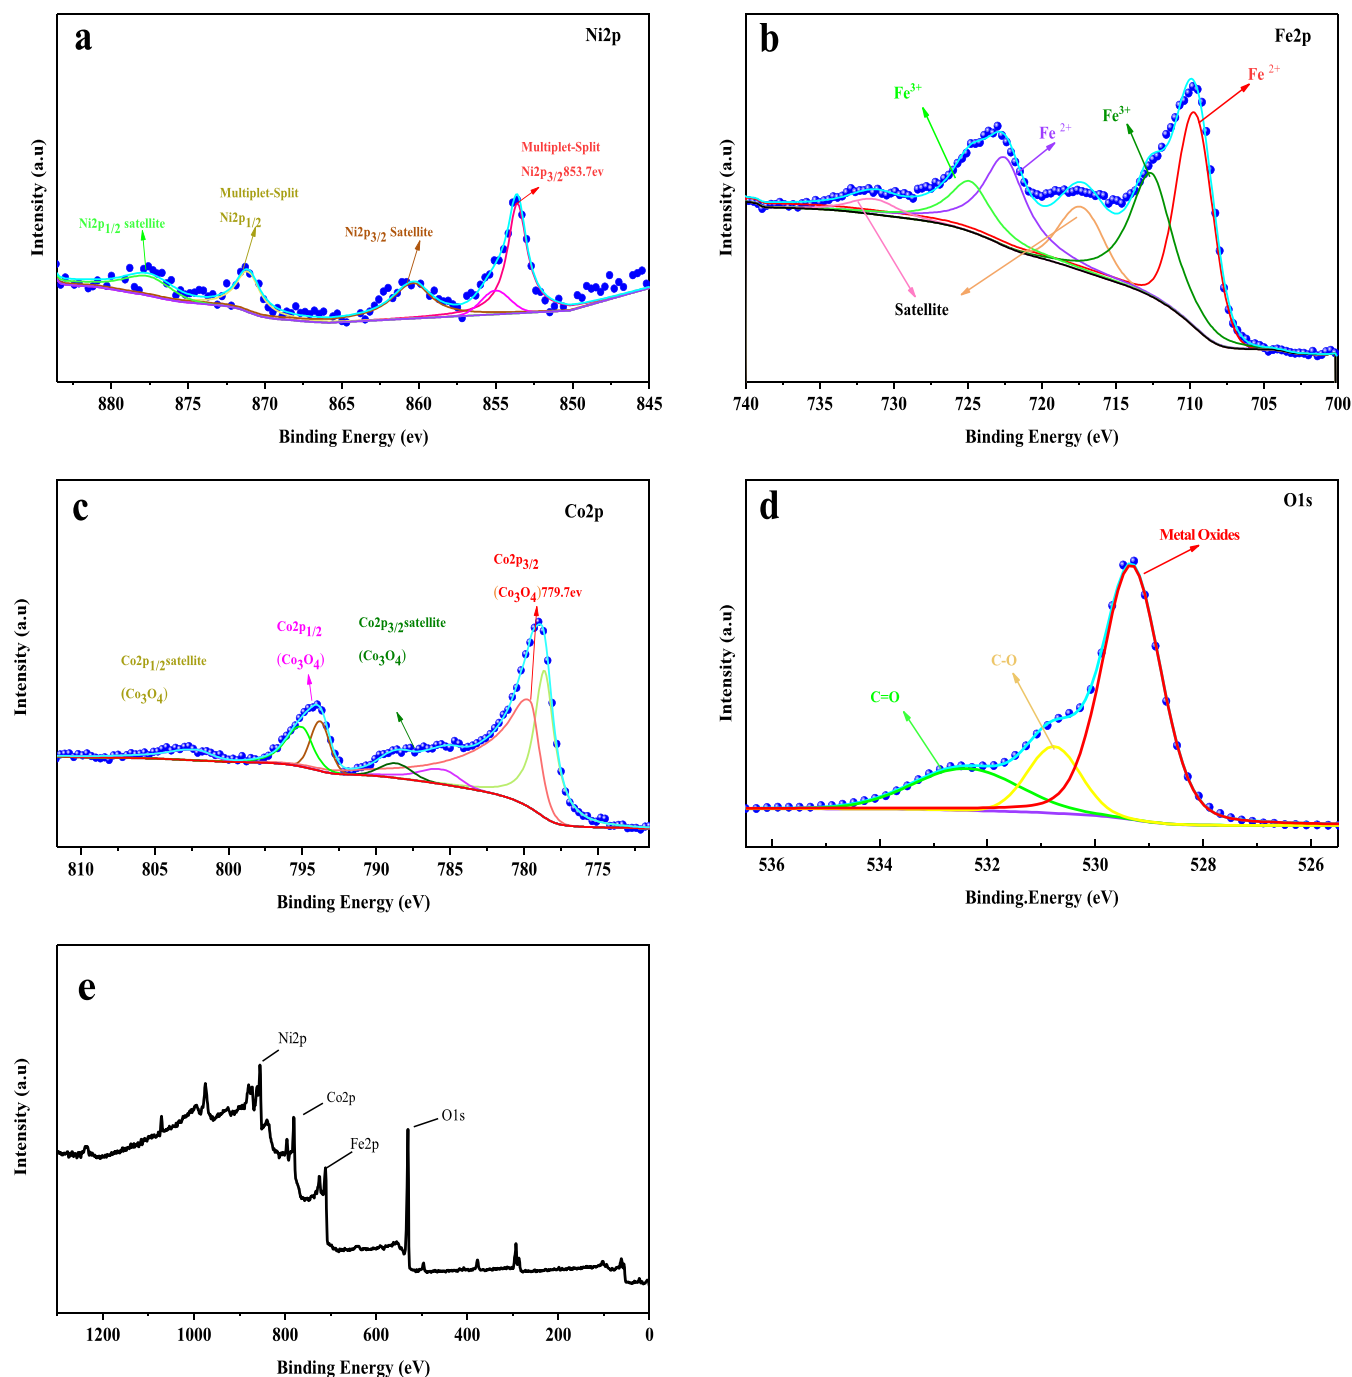 a
Ni2p
Multiplet-Split
Ni2p3/2853.7ev
Multiplet-Split
Ni2p1/2
Ni2p1/2 satellite
Ni2p3/2 Satellite
Intensity (a.u)
880 875 870 865 860 855 850 845
Binding Energy (ev)
b
Fe2p
Fe 2+
Fe3+
Fe3+
Fe 2+
Satellite
Intensity (a.u)
740 735 730 725 720 715 710 705 700
Binding Energy (eV)
c
Co2p
Co2p3/2
(Co3O4)779.7ev
Co2p1/2
(Co3O4)
Co2p3/2satellite
(Co3O4)
Co2p1/2satellite
(Co3O4)
Intensity (a.u)
810 805 800 795 790 785 780 775
Binding Energy (eV)
d
O1s
Metal Oxides
C-O
C=O
Intensity (a.u)
536 534 532 530 528 526
Binding.Energy (eV)
e
Ni2p
Co2p
O1s
Fe2p
Intensity (a.u)
1200 1000 800 600 400 200 0
Binding Energy (eV)